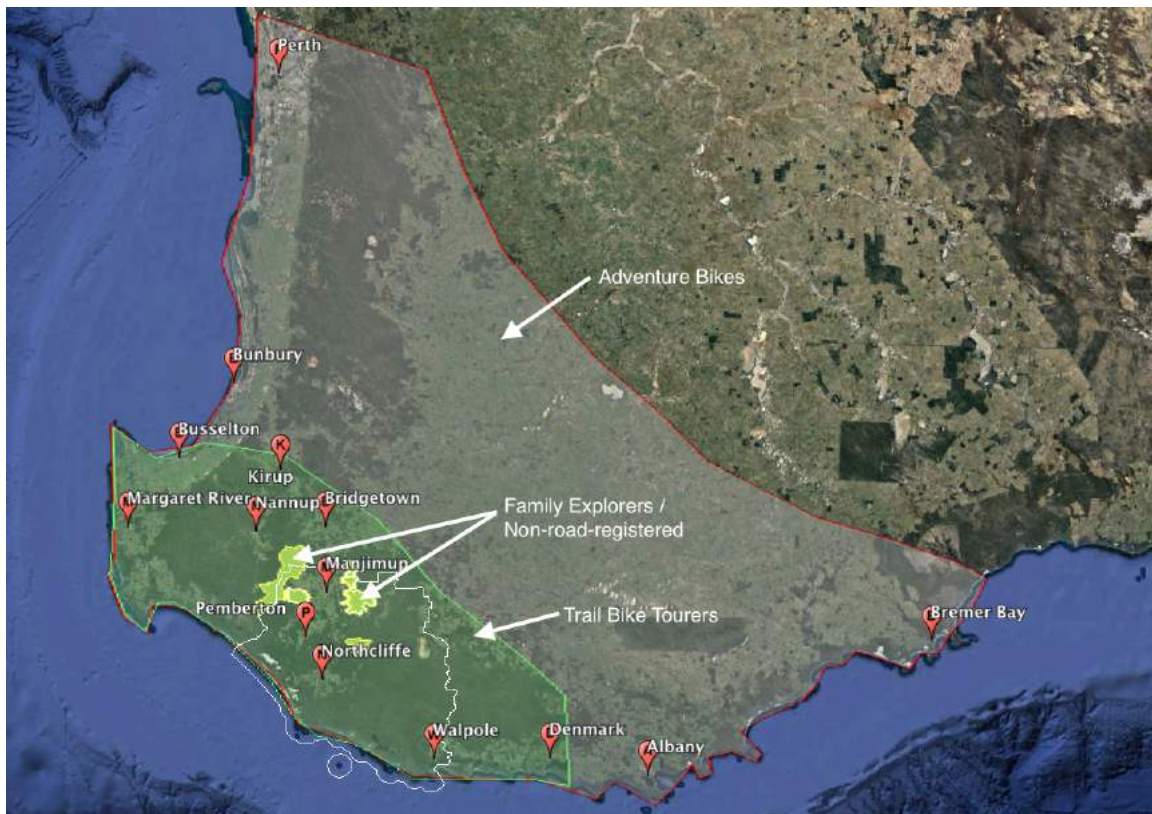 Perth
Adventure Bikes
Bunbury
Busselton
K
Kirup
Margaret River
Nannup
Bridgetown
Family Explorers /
Non-road-registered
Manjimup
Pemberton
P
Trail Bike Tourers
Bremer Bay
Northcliffe
Walpole
Denmark
Albany